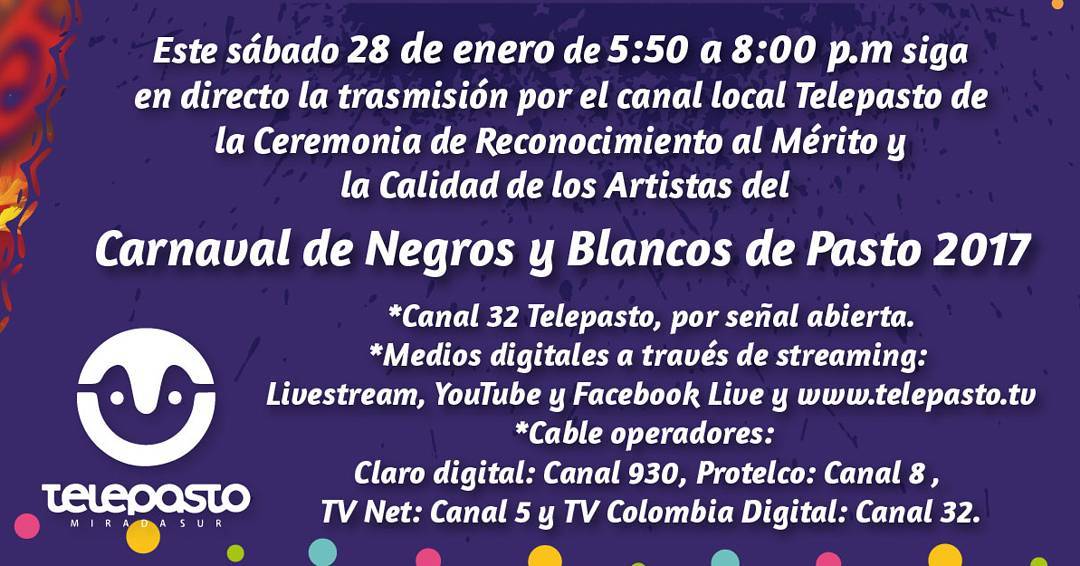 Este sábado 28 de enero de 5:50 a 8:00 p.m siga
en directo la trasmisión por el canal local Telepasto de
la Ceremonia de Reconocimiento al Mérito y
la Calidad de los Artistas del
Carnaval de Negros y Blancos de Pasto 2017
*Canal 32 Telepasto, por señal abierta.
*Medios digitales a través de streaming:
Livestream, YouTube y Facebook Live y www.telepasto.tv
*Cable operadores:
Claro digital: Canal 930, Protelco: Canal 8 ,
TV Net: Canal 5 y TV Colombia Digital: Canal 32.
telepasto
MIRADASUR